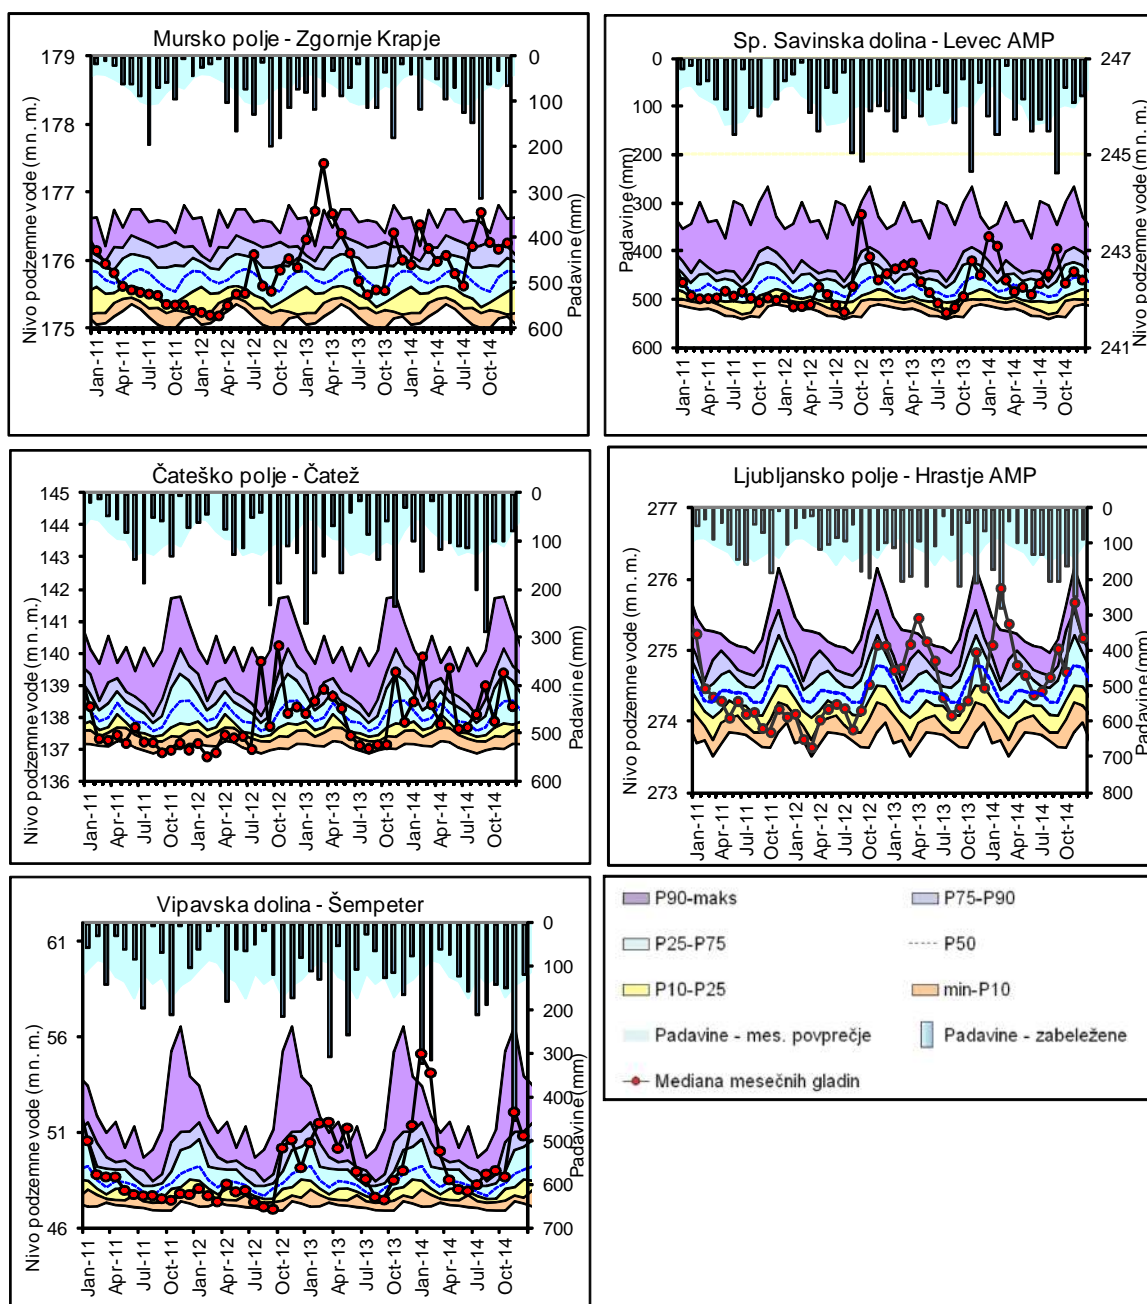 Mursko polje - Zgornje Krapje
Nivo podzemne vode (m n. m.)
179
178
177
176
175
0
100
200
300
400
500
600
Padavine (mm)
Jan-11
Apr-11
Jul-11
Oct-11
Jan-12
Apr-12
Jul-12
Oct-12
Jan-13
Apr-13
Jul-13
Oct-13
Jan-14
Apr-14
Jul-14
Oct-14
Sp. Savinska dolina - Levec AMP
Padavine (mm)
0
100
200
300
400
500
600
247
245
243
241
Nivo podzemne vode (m n. m.)
Jan-11
Apr-11
Jul-11
Oct-11
Jan-12
Apr-12
Jul-12
Oct-12
Jan-13
Apr-13
Jul-13
Oct-13
Jan-14
Apr-14
Jul-14
Oct-14
Čateško polje - Čatež
Nivo podzemne vode (m n. m.)
145
144
143
142
141
140
139
138
137
136
0
100
200
300
400
500
600
Padavine (mm)
Jan-11
Apr-11
Jul-11
Oct-11
Jan-12
Apr-12
Jul-12
Oct-12
Jan-13
Apr-13
Jul-13
Oct-13
Jan-14
Apr-14
Jul-14
Oct-14
Ljubljansko polje - Hrastje AMP
Nivo podzemne vode (m n. m.)
277
276
275
274
273
0
100
200
300
400
500
600
700
800
Padavine (mm)
Jan-11
Apr-11
Jul-11
Oct-11
Jan-12
Apr-12
Jul-12
Oct-12
Jan-13
Apr-13
Jul-13
Oct-13
Jan-14
Apr-14
Jul-14
Oct-14
Vipavska dolina - Šempeter
Nivo podzemne vode (m n. m.)
61
56
51
46
0
100
200
300
400
500
600
700
Padavine (mm)
Jan-11
Apr-11
Jul-11
Oct-11
Jan-12
Apr-12
Jul-12
Oct-12
Jan-13
Apr-13
Jul-13
Oct-13
Jan-14
Apr-14
Jul-14
Oct-14
P90-maks
P75-P90
P25-P75
P50
P10-P25
min-P10
Padavine - mes. povprečje
Padavine - zabeležene
Mediana mesečnih gladin